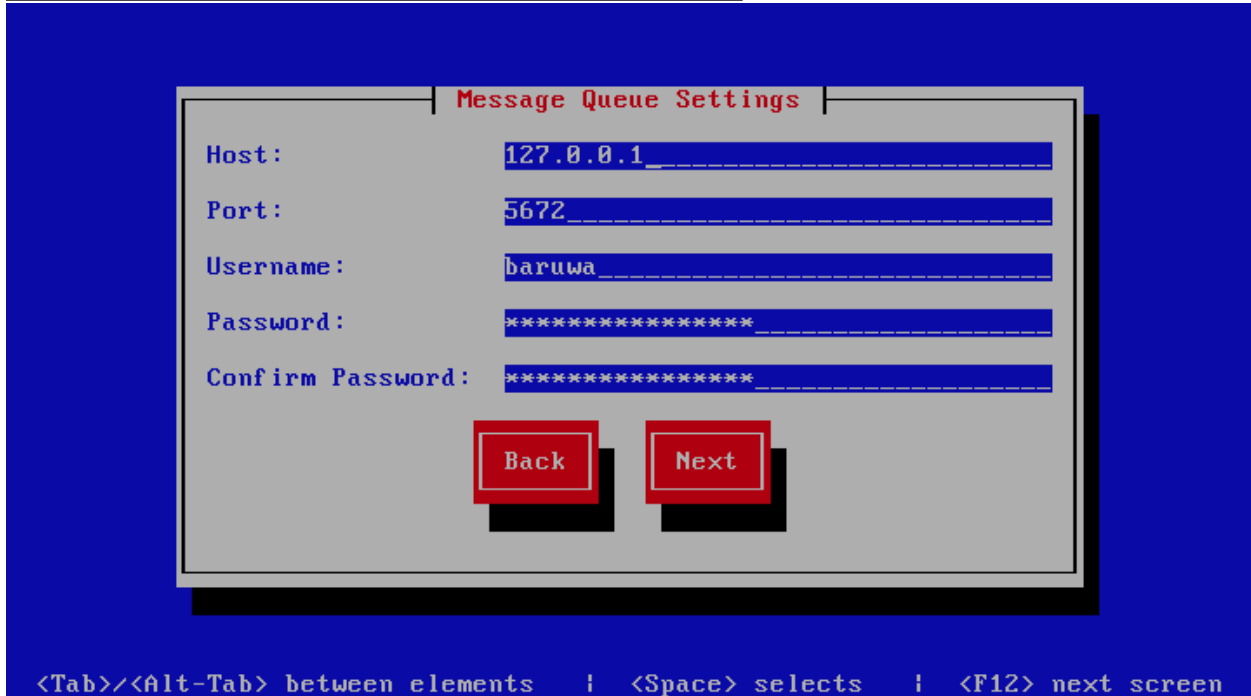 Message Queue Settings
Host: 127.0.0.1_
Port: 5672
Username: baruwa
Password: ****************
Confirm Password: ****************
Back Next
<Tab>/<Alt-Tab> between elements | <Space> selects | <F12> next screen